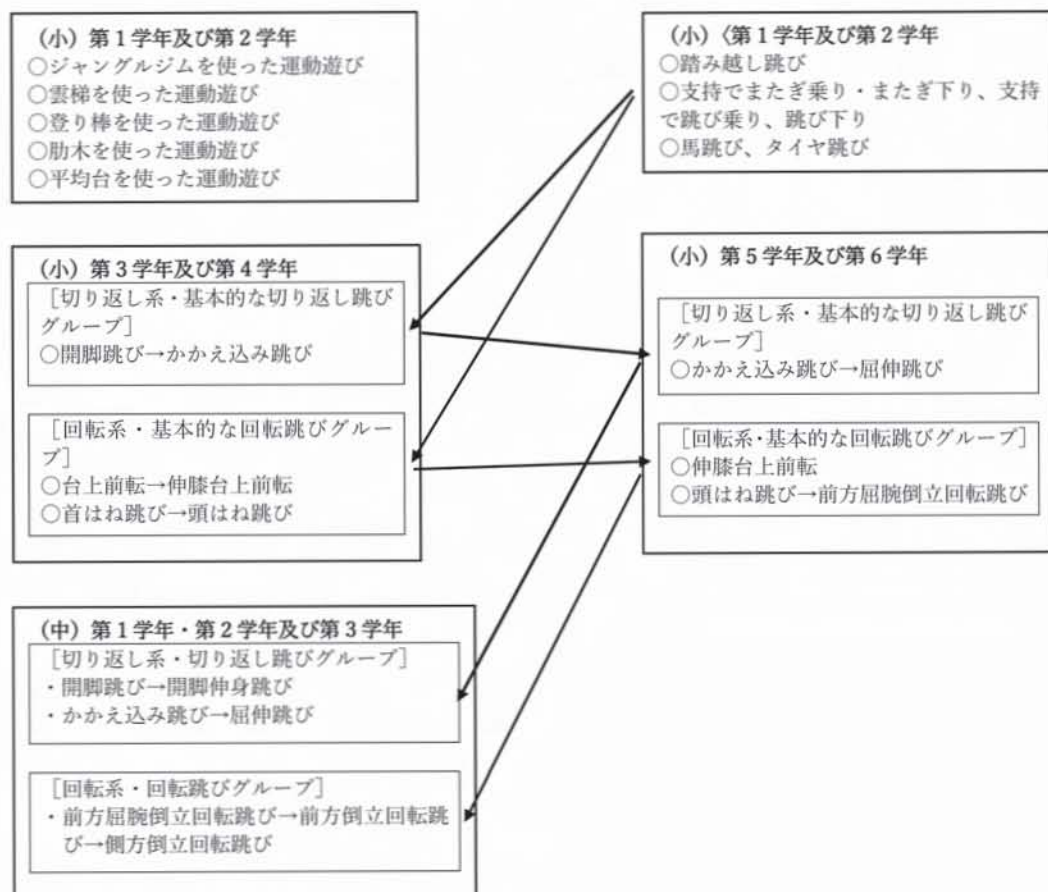 (小)第1学年及び第2学年
○ジャングルジムを使った運動遊び
○雲梯を使った運動遊び
○登り棒を使った運動遊び
○肋木を使った運動遊び
○平均台を使った運動遊び
(小)〈第1学年及び第2学年
○踏み越し跳び
○支持でまたぎ乗り・またぎ下り、支持
で跳び乗り、跳び下り
○馬跳び、タイヤ跳び
(小)第3学年及び第4学年
［切り返し系・基本的な切り返し跳び
グループ］
○開脚跳び→かかえ込み跳び
［回転系・基本的な回転跳びグルー
プ］
○台上前転→伸膝台上前転
○首はね跳び→頭はね跳び
(小)第5学年及び第6学年
［切り返し系・基本的な切り返し跳び
グループ］
○かかえ込み跳び→屈伸跳び
［回転系・基本的な回転跳びグループ］
○伸膝台上前転
○頭はね跳び→前方屈腕倒立回転跳び
(中)第1学年・第2学年及び第3学年
［切り返し系・切り返し跳びグループ］
・開脚跳び→開脚伸身跳び
・かかえ込み跳び→屈伸跳び
［回転系・回転跳びグループ］
・前方屈腕倒立回転跳び→前方倒立回転跳
び→側方倒立回転跳び